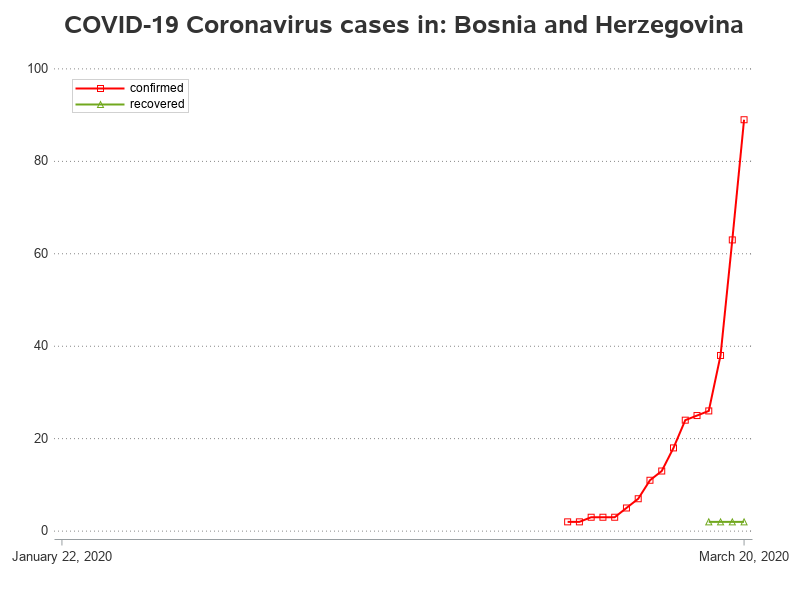 COVID-19 Coronavirus cases in: Bosnia and Herzegovina
100
confirmed
recovered
80
60
40
20
0
January 22, 2020
March 20, 2020